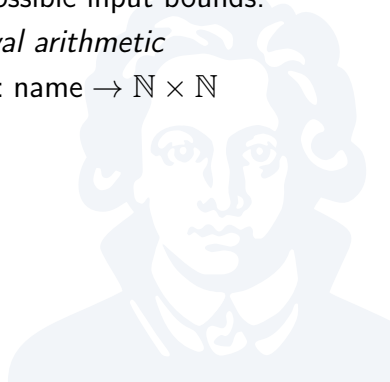 ossible input bounds.
val arithmetic
: name → ℕ × ℕ